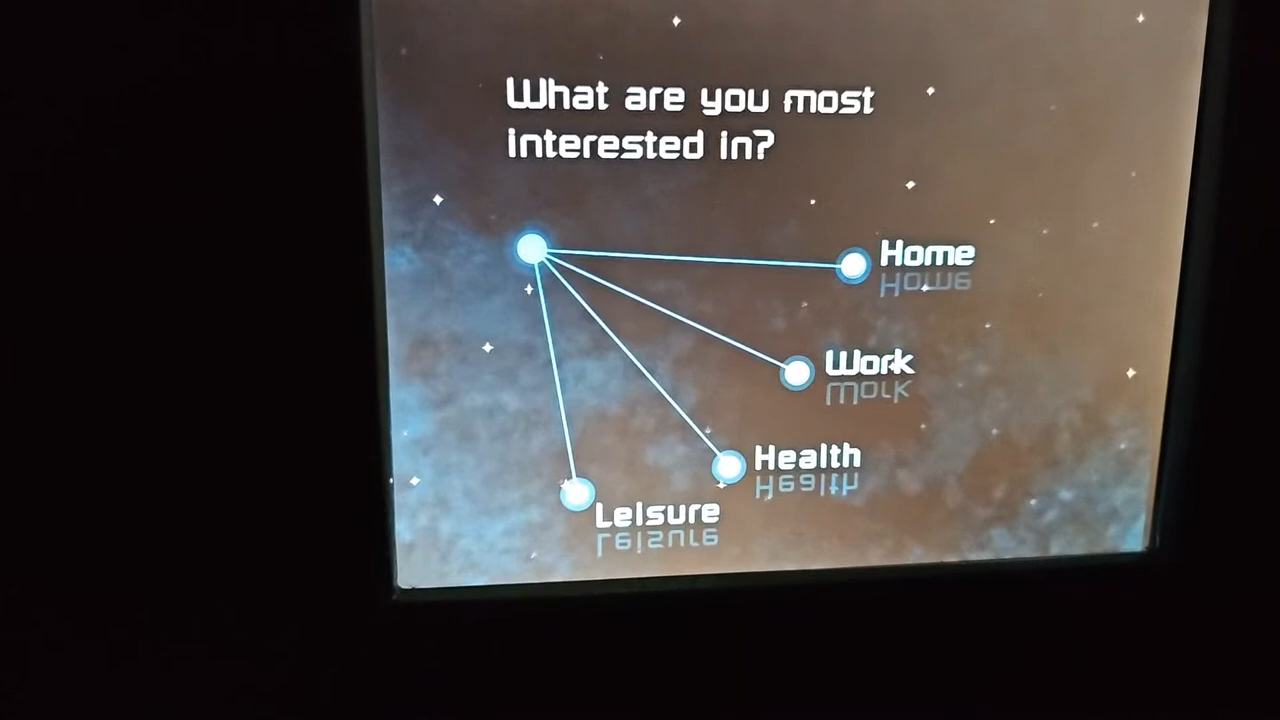 What are you most
interested in?
Home
Work
Health
Leisure